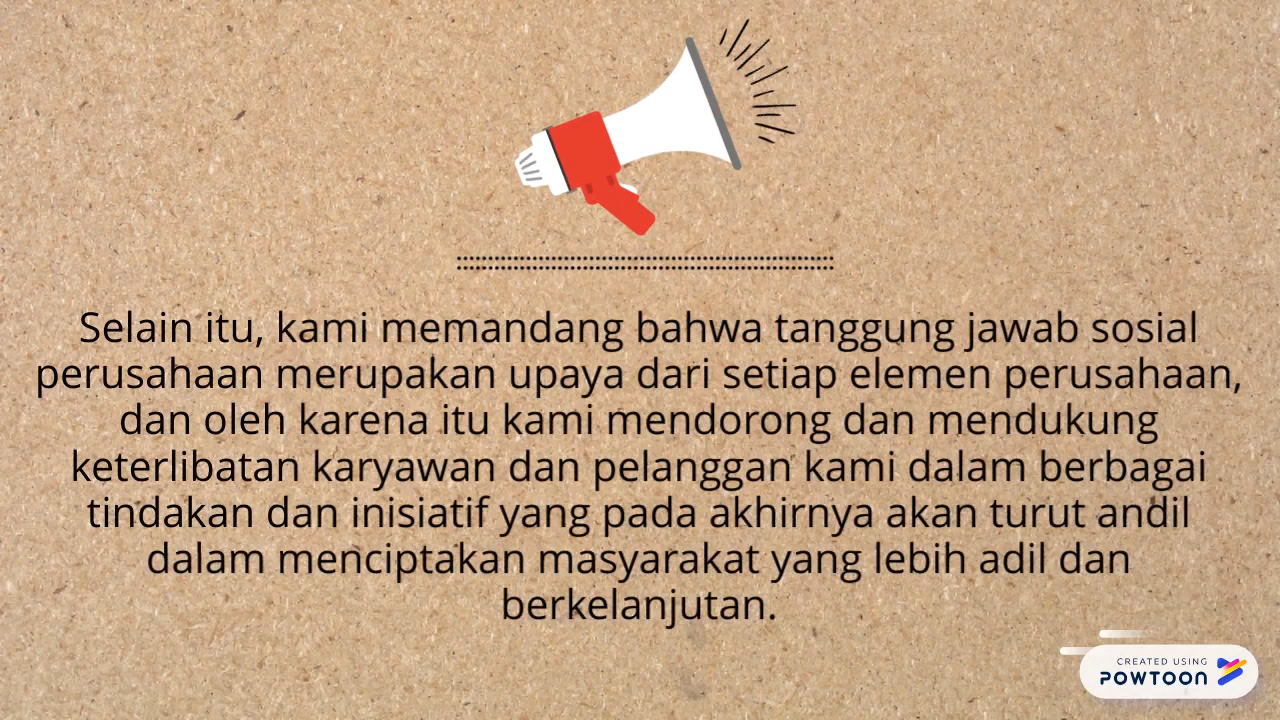 Selain itu, kami memandang bahwa tanggung jawab sosial
perusahaan merupakan upaya dari setiap elemen perusahaan,
dan oleh karena itu kami mendorong dan mendukung
keterlibatan karyawan dan pelanggan kami dalam berbagai
tindakan dan inisiatif yang pada akhirnya akan turut andil
dalam menciptakan masyarakat yang lebih adil dan
berkelanjutan.
CREATED USING
POWTOON